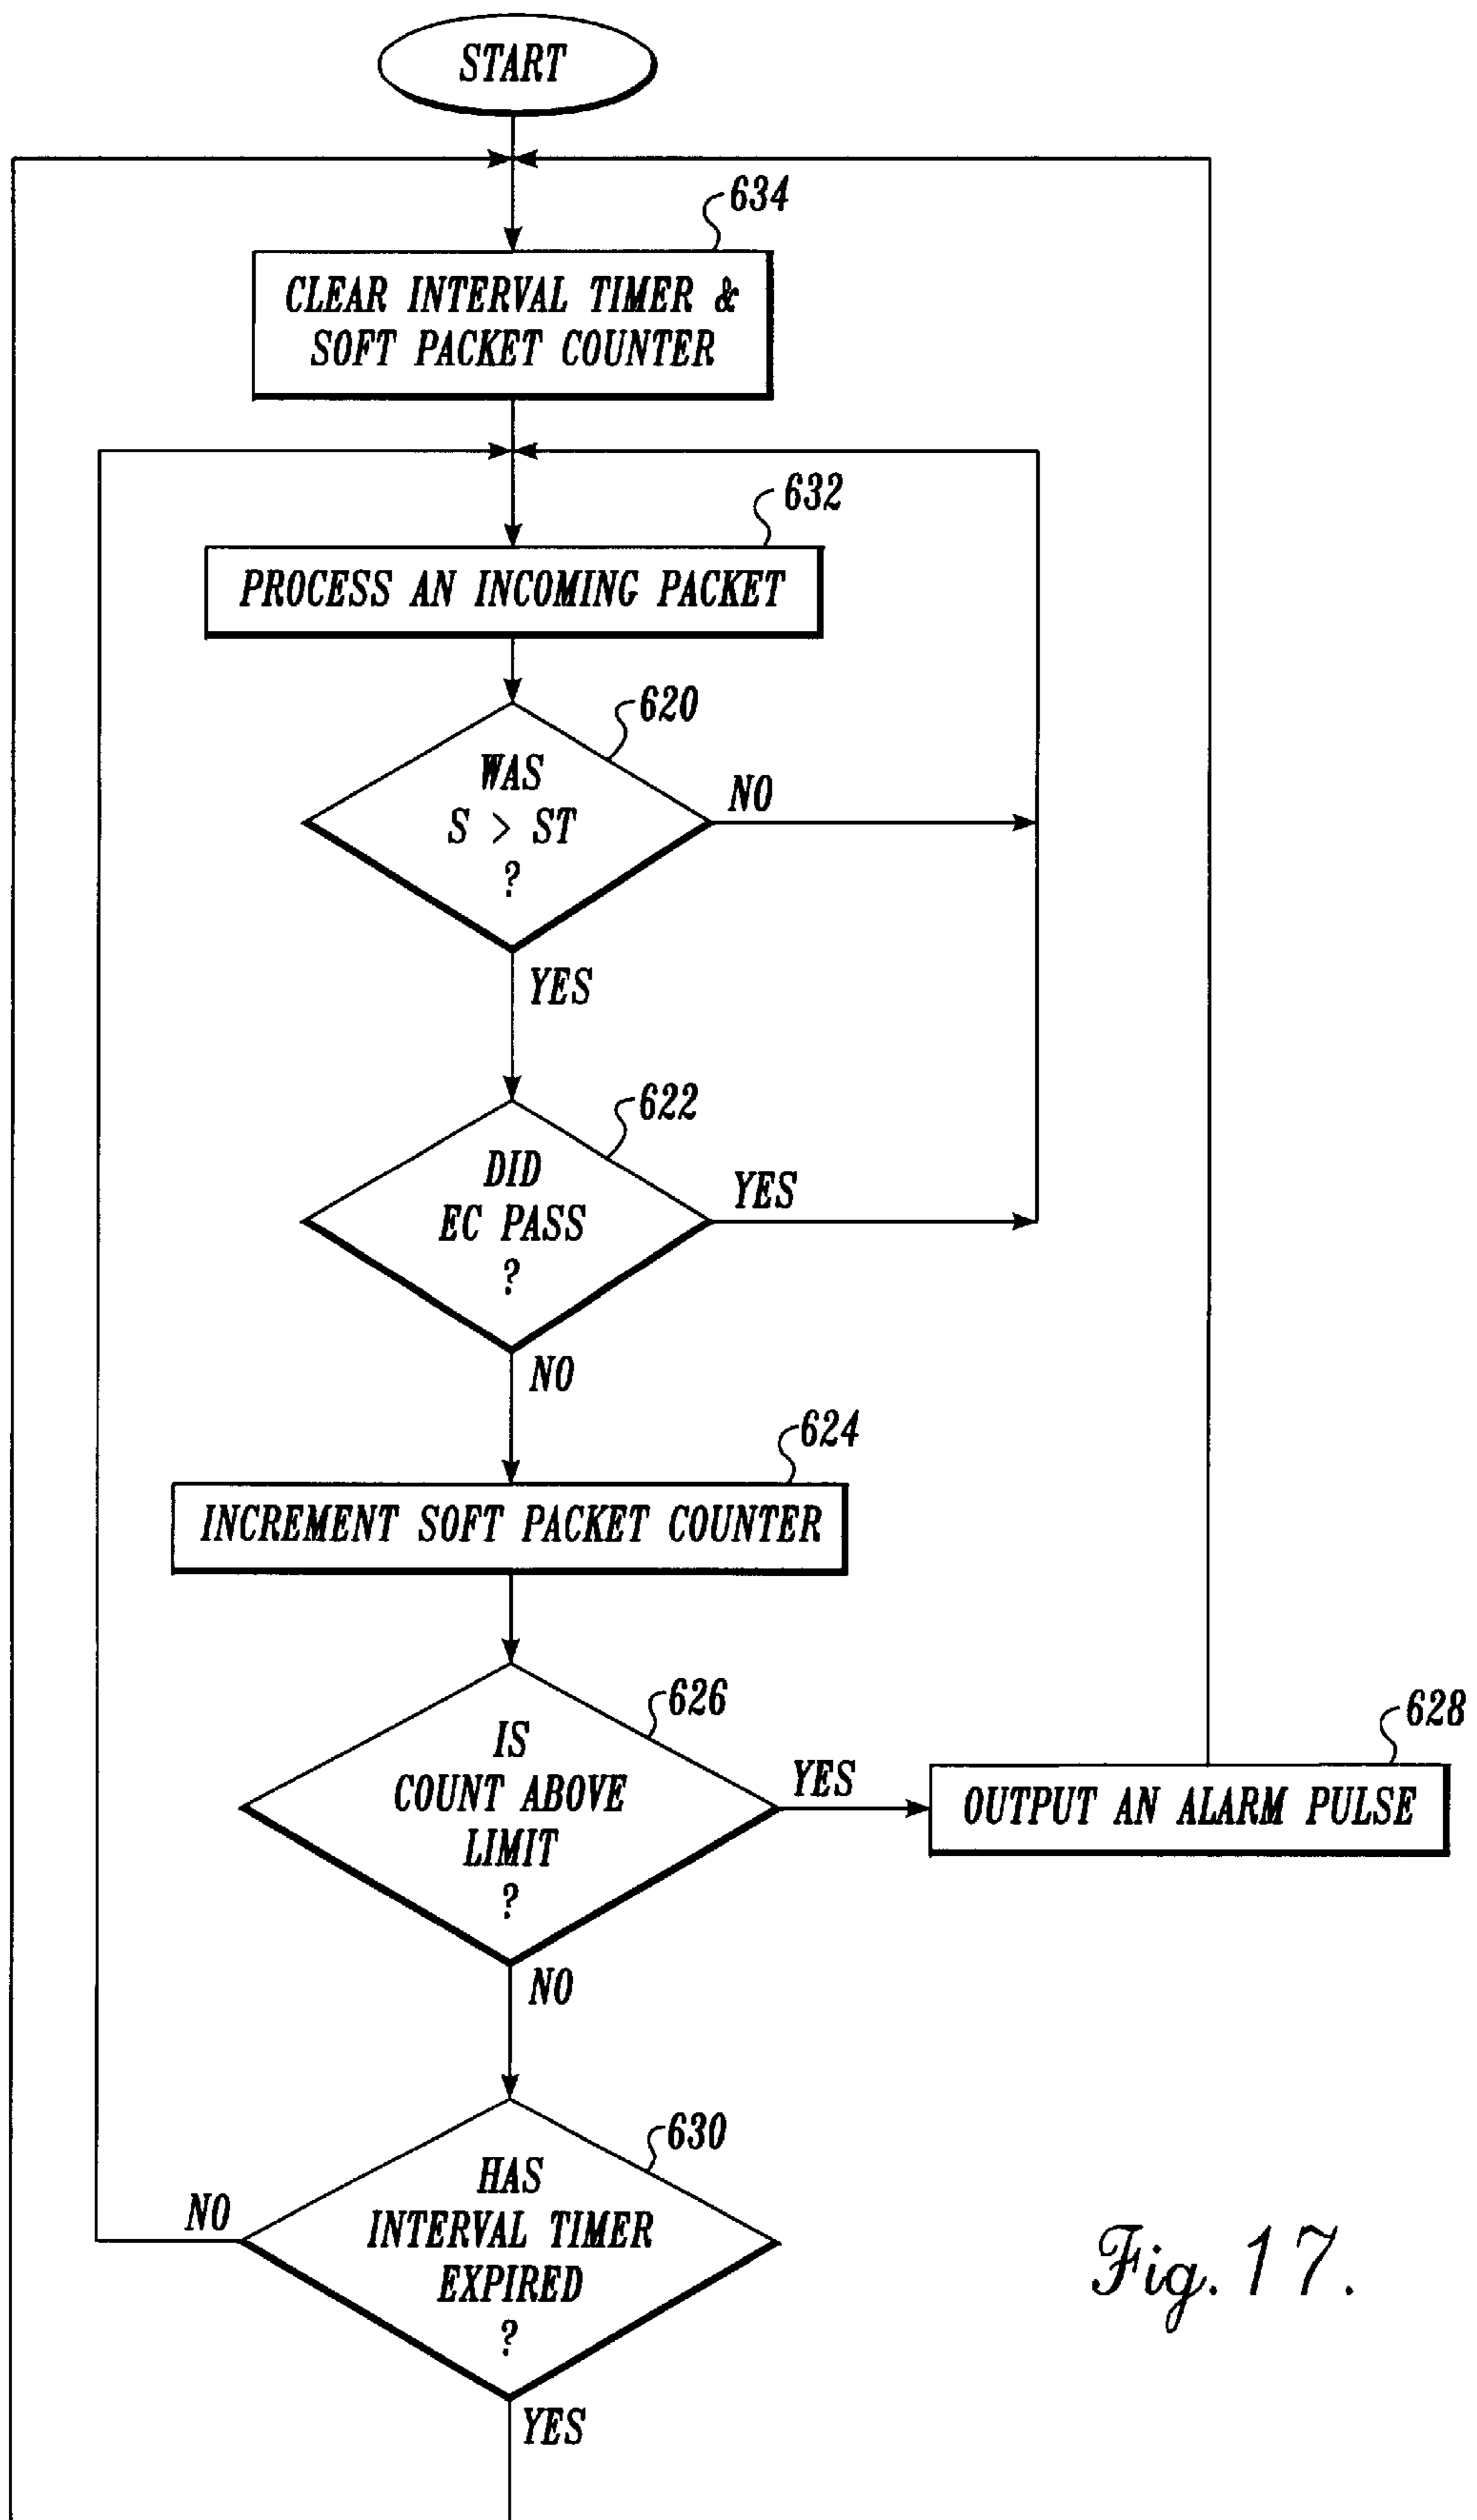 START
634
CLEAR INTERVAL TIMER &
SOFT PACKET COUNTER
632
PROCESS AN INCOMING PACKET
620
WAS
S > ST
?
NO
YES
622
DID
EC PASS
?
YES
NO
624
INCREMENT SOFT PACKET COUNTER
626
IS
COUNT ABOVE
LIMIT
?
YES
628
OUTPUT AN ALARM PULSE
NO
630
HAS
INTERVAL TIMER
EXPIRED
?
NO
YES
Fig. 17.